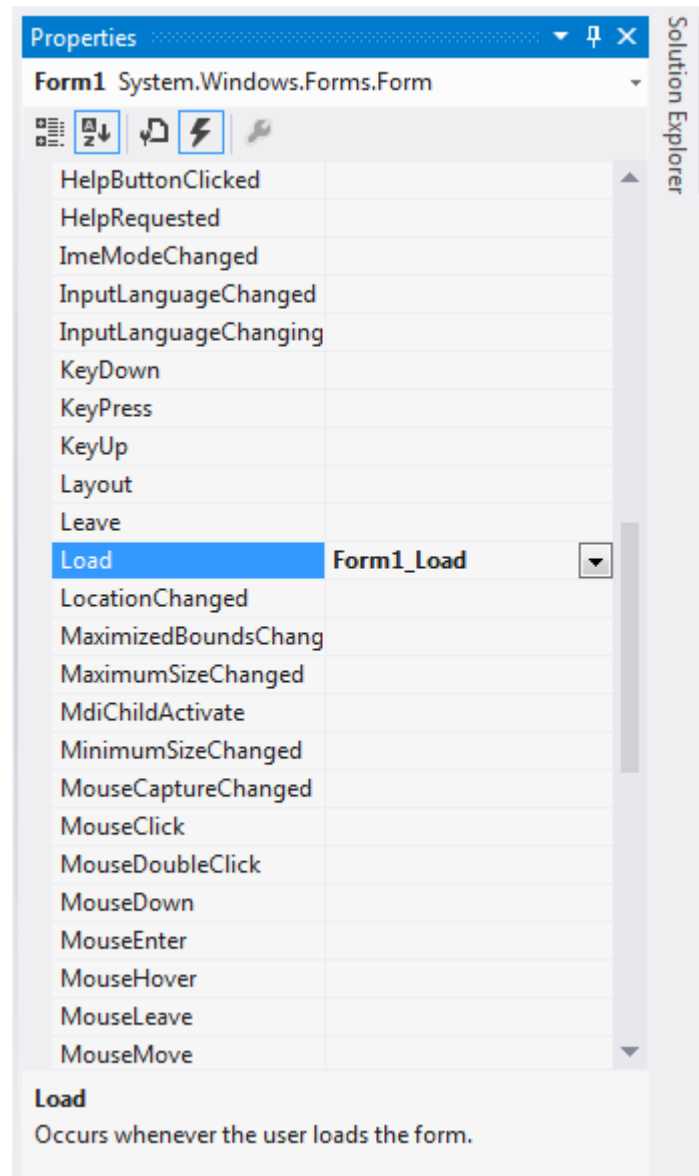 Properties
Solution Explorer
Form1 System.Windows.Forms.Form
HelpButtonClicked
HelpRequested
ImeModeChanged
InputLanguageChanged
InputLanguageChanging
KeyDown
KeyPress
KeyUp
Layout
Leave
Load Form1_Load
LocationChanged
MaximizedBoundsChang
MaximumSizeChanged
MdiChildActivate
MinimumSizeChanged
MouseCaptureChanged
MouseClick
MouseDoubleClick
MouseDown
MouseEnter
MouseHover
MouseLeave
MouseMove
Load
Occurs whenever the user loads the form.